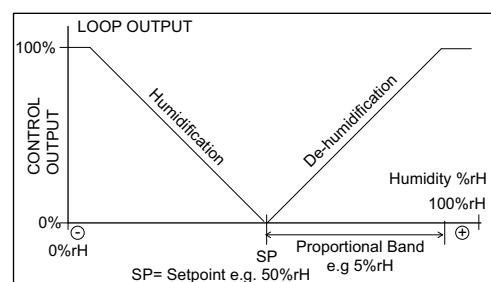 LOOP OUTPUT
100%
CONTROL
OUTPUT
Humidification
De-humidification
Humidity %rH
100%rH
0%
-
+
0%rH
SP
Proportional Band
e.g 5%rH
SP= Setpoint e.g. 50%rH